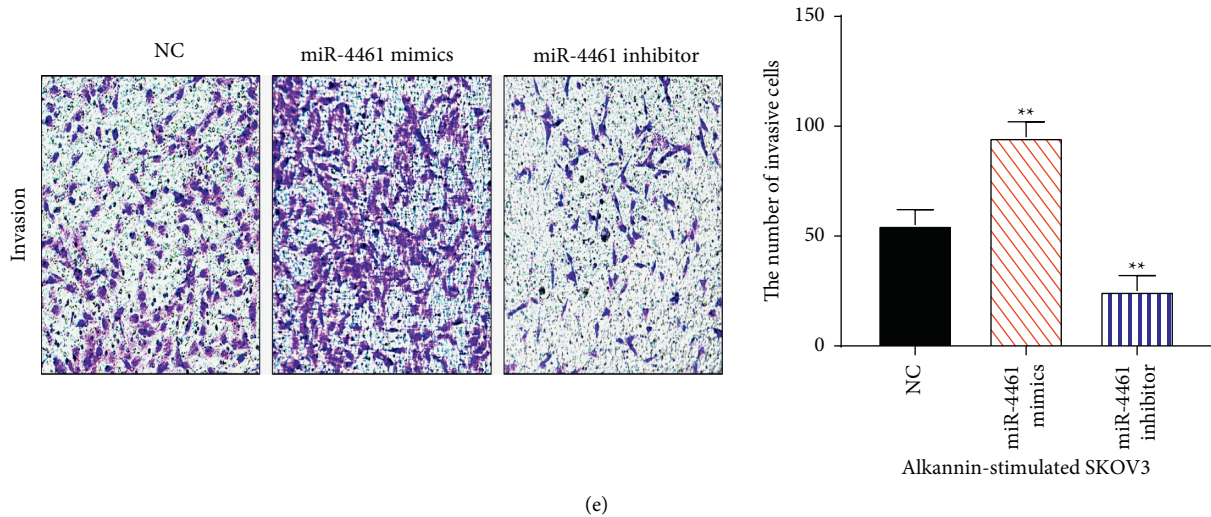 NC
miR-4461 mimics
miR-4461 inhibitor
Invasion
150
100
50
0
The number of invasive cells
**
**
NC
miR-4461
mimics
miR-4461
inhibitor
Alkannin-stimulated SKOV3
(e)